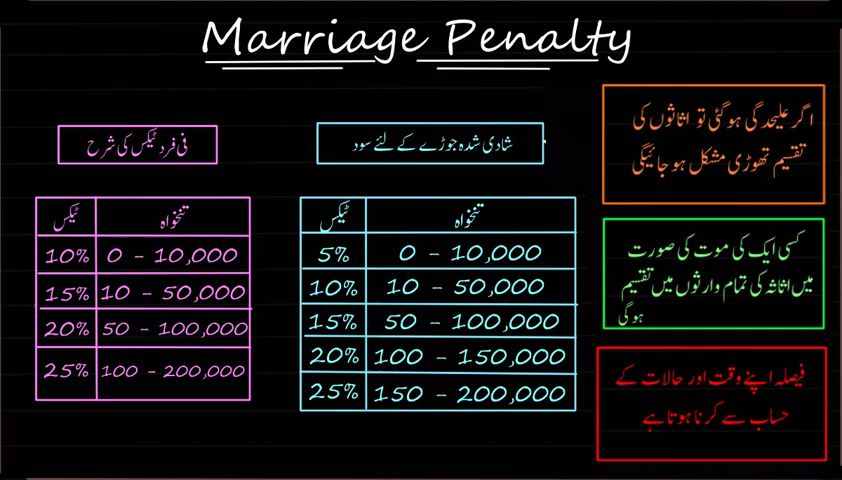 Marriage Penalty
فی فرد ٹیکس کی شرح
ٹیکس تنخواہ
10% 0 - 10,000
15% 10 - 50,000
20% 50 - 100,000
25% 100 - 200,000
شادی شدہ جوڑے کے لئے سود
ٹیکس تنخواہ
5% 0 - 10,000
10% 10 - 50,000
15% 50 - 100,000
20% 100 - 150,000
25% 150 - 200,000
اگر علیحدگی ہوگئی تو اثاثوں کی
تقسیم تھوڑی مشکل ہو جائیگی
کسی ایک کی موت کی صورت
میں اثاثہ کی تمام وارثوں میں تقسیم
ہوگی
فیصلہ اپنے وقت اور حالات کے
حساب سے کرنا ہوتا ہے